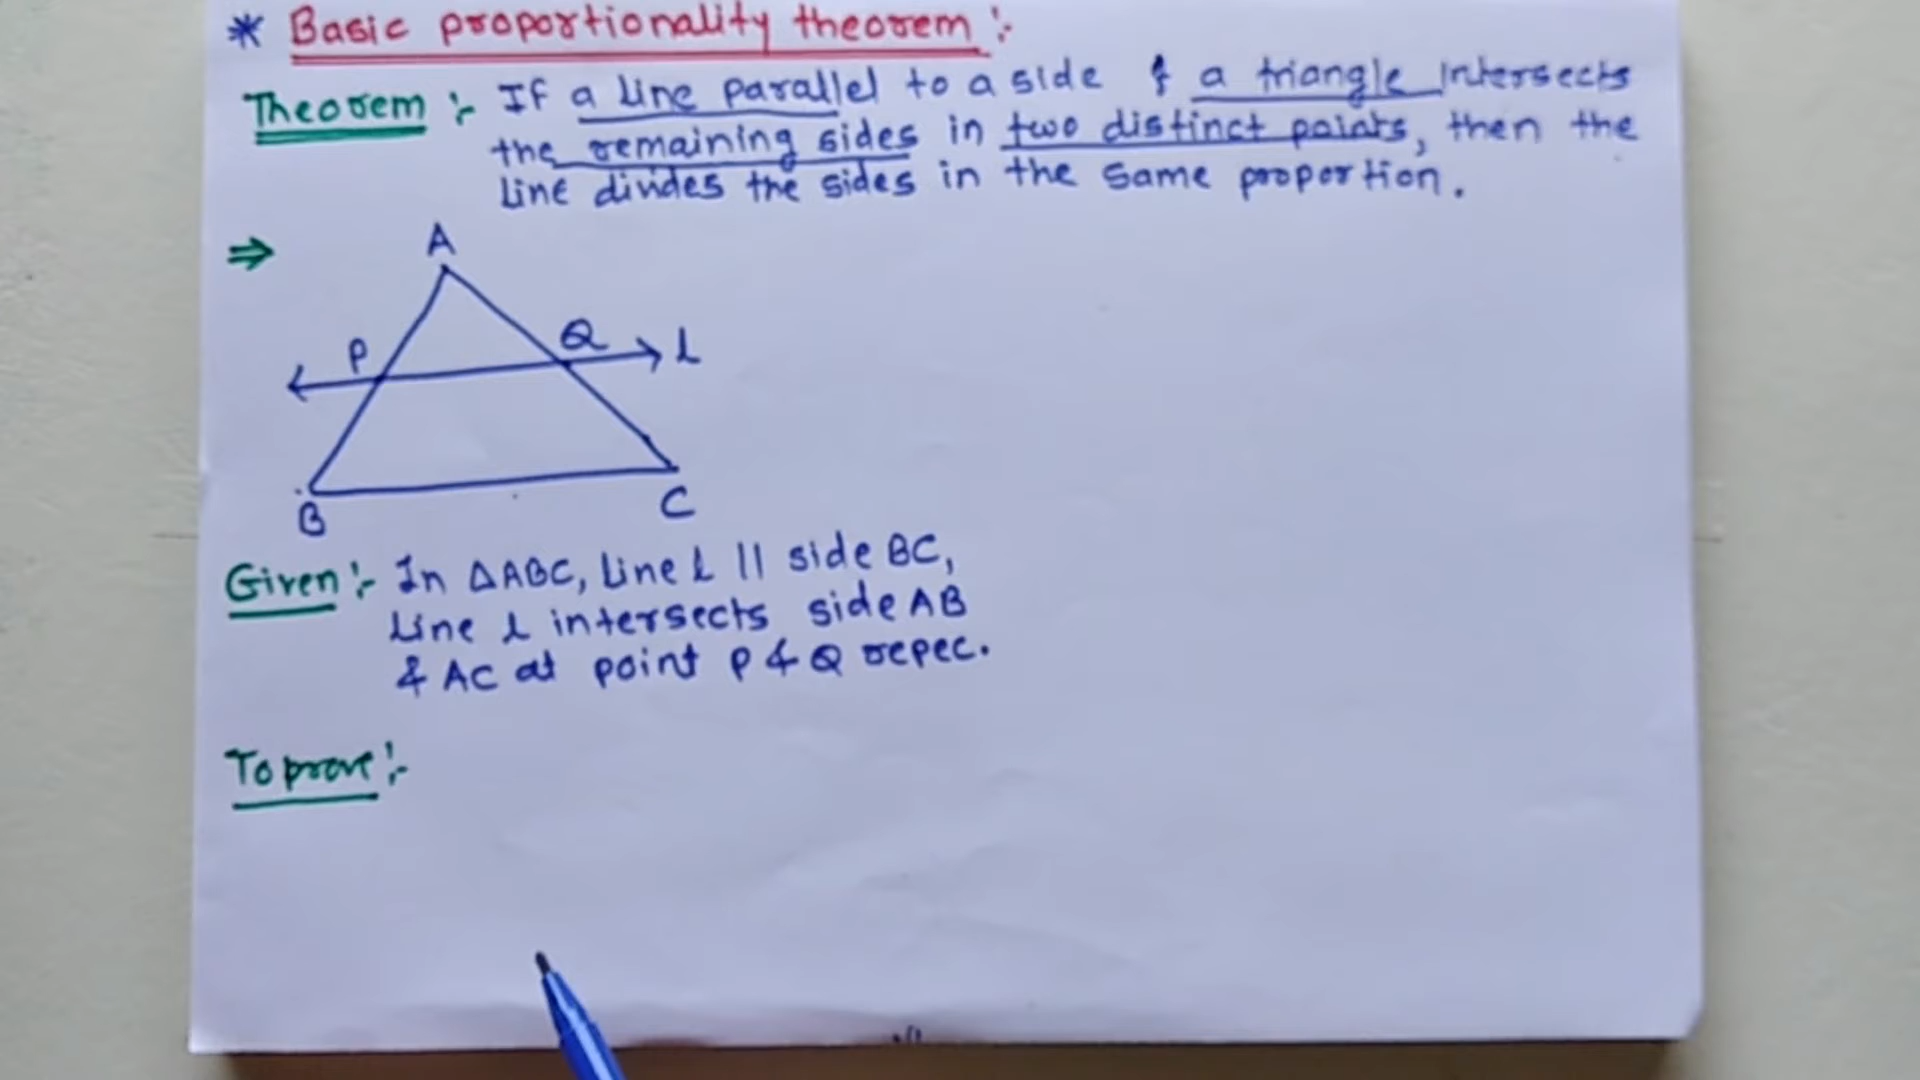 * Basic proportionality theorem :-
Theorem :- If a line parallel to a side f a triangle intersects
the remaining sides in two distinct points, then the
line divides the sides in the same proportion.
⇒
A
P
Q
l
B
C
Given :- In ΔABC, Line l || side BC,
Line l intersects side AB
& AC at point P & Q repec.
To prove :-